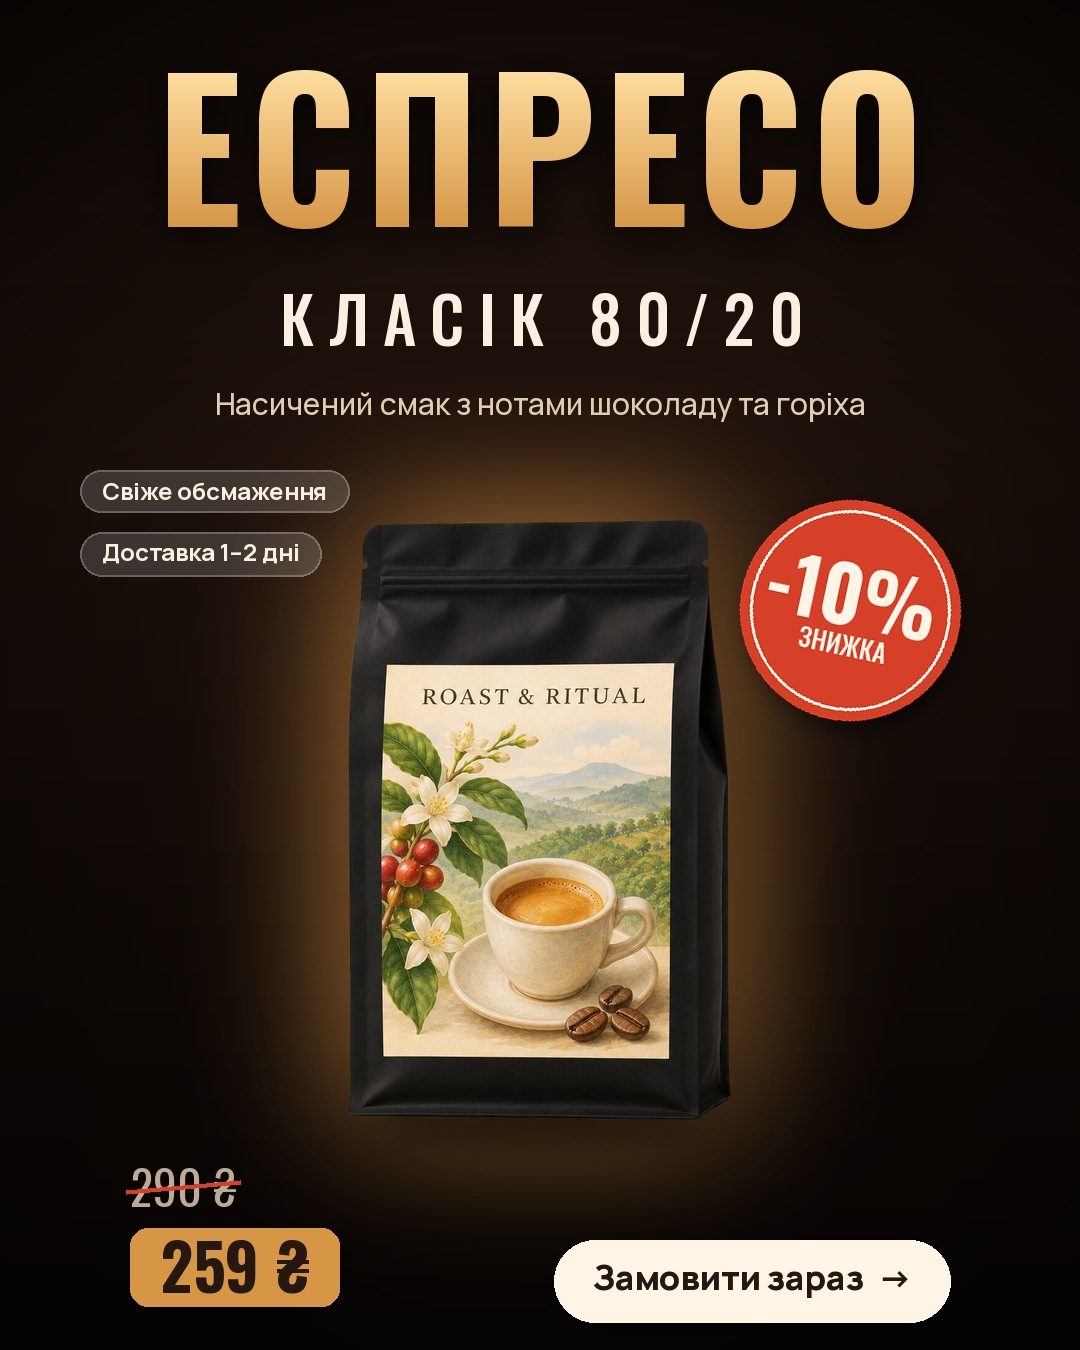 ЕСПРЕСО
КЛАСІК 80/20
Насичений смак з нотами шоколаду та горіха
Свіже обсмаження
Доставка 1–2 дні
-10%
ЗНИЖКА
ROAST & RITUAL
290 ₴
259 ₴
Замовити зараз →